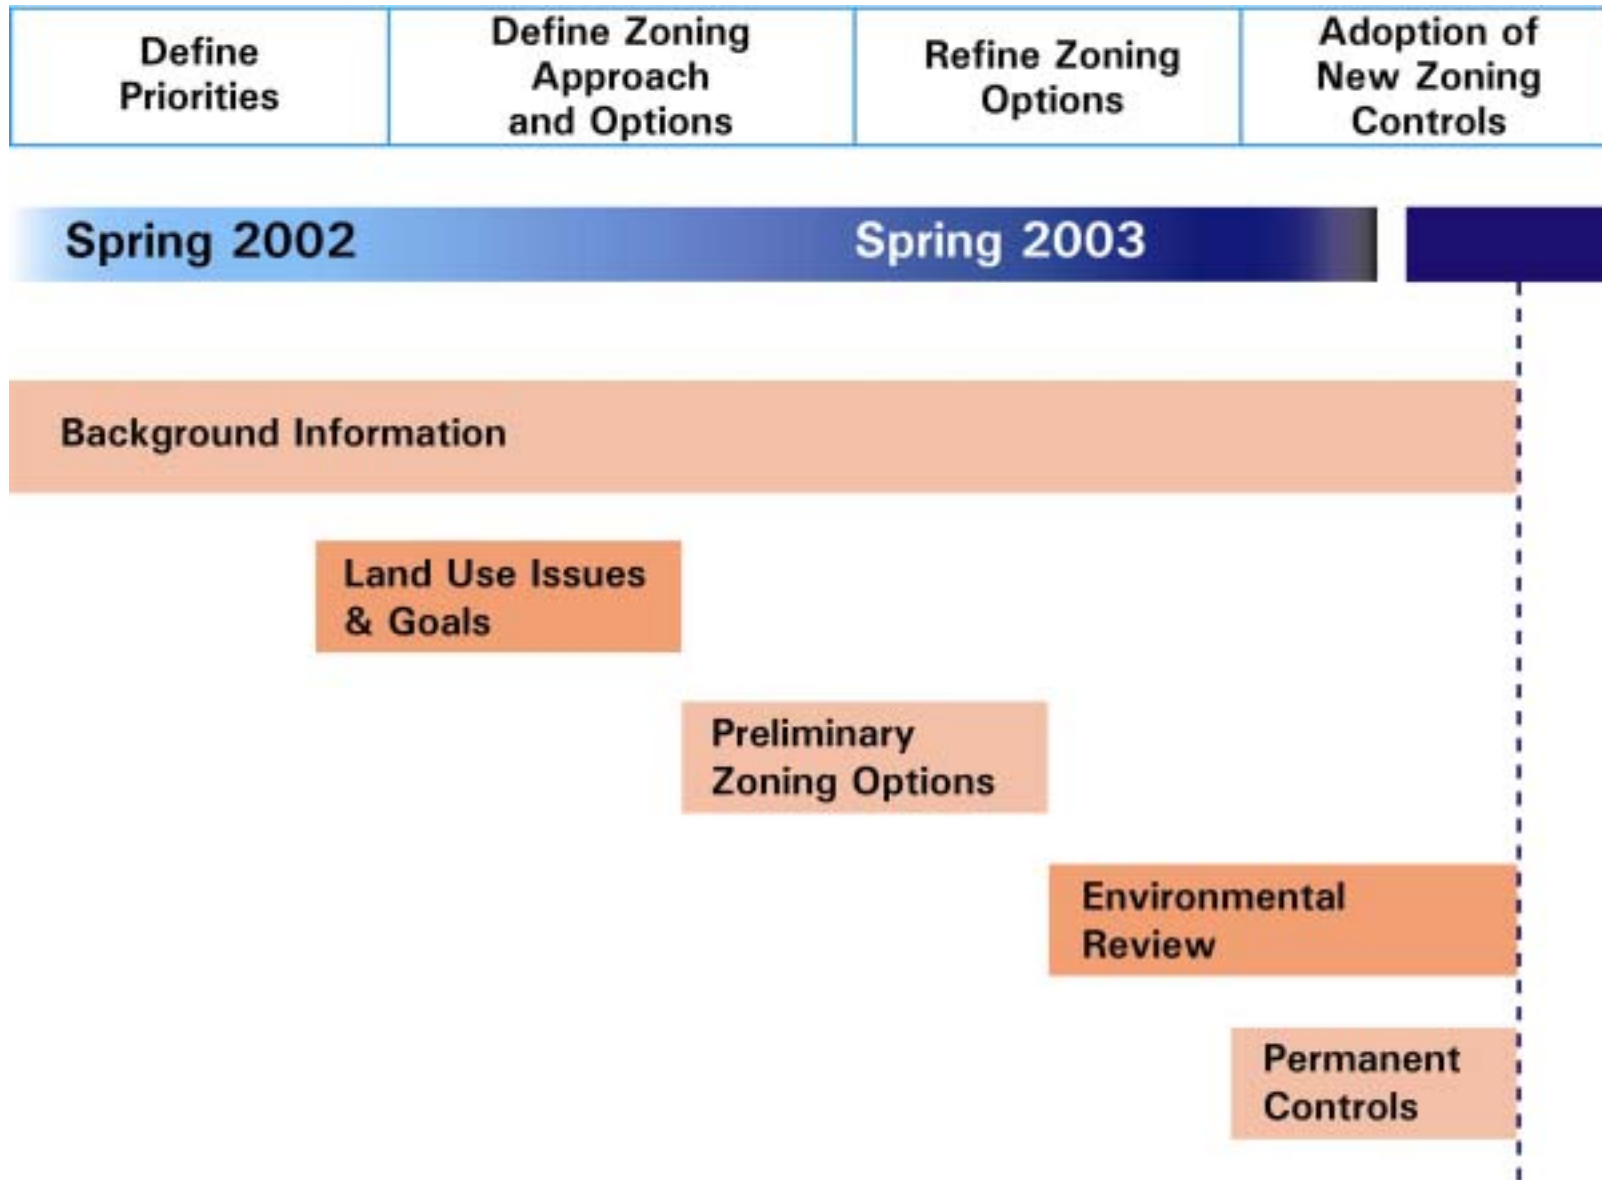 Define
Priorities
Define Zoning
Approach
and Options
Refine Zoning
Options
Adoption of
New Zoning
Controls
Spring 2002
Spring 2003
Background Information
Land Use Issues
& Goals
Preliminary
Zoning Options
Environmental
Review
Permanent
Controls